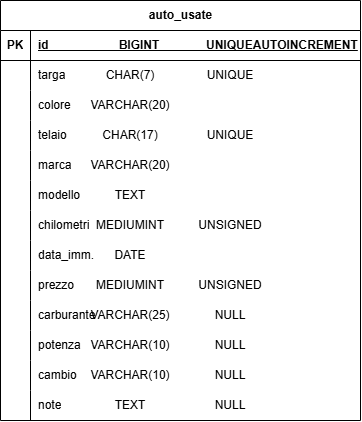 auto_usate
PK id BIGINT UNIQUEAUTOINCREMENT
targa CHAR(7) UNIQUE
colore VARCHAR(20)
telaio CHAR(17) UNIQUE
marca VARCHAR(20)
modello TEXT
chilometri MEDIUMINT UNSIGNED
data_imm. DATE
prezzo MEDIUMINT UNSIGNED
carburante VARCHAR(25) NULL
potenza VARCHAR(10) NULL
cambio VARCHAR(10) NULL
note TEXT NULL